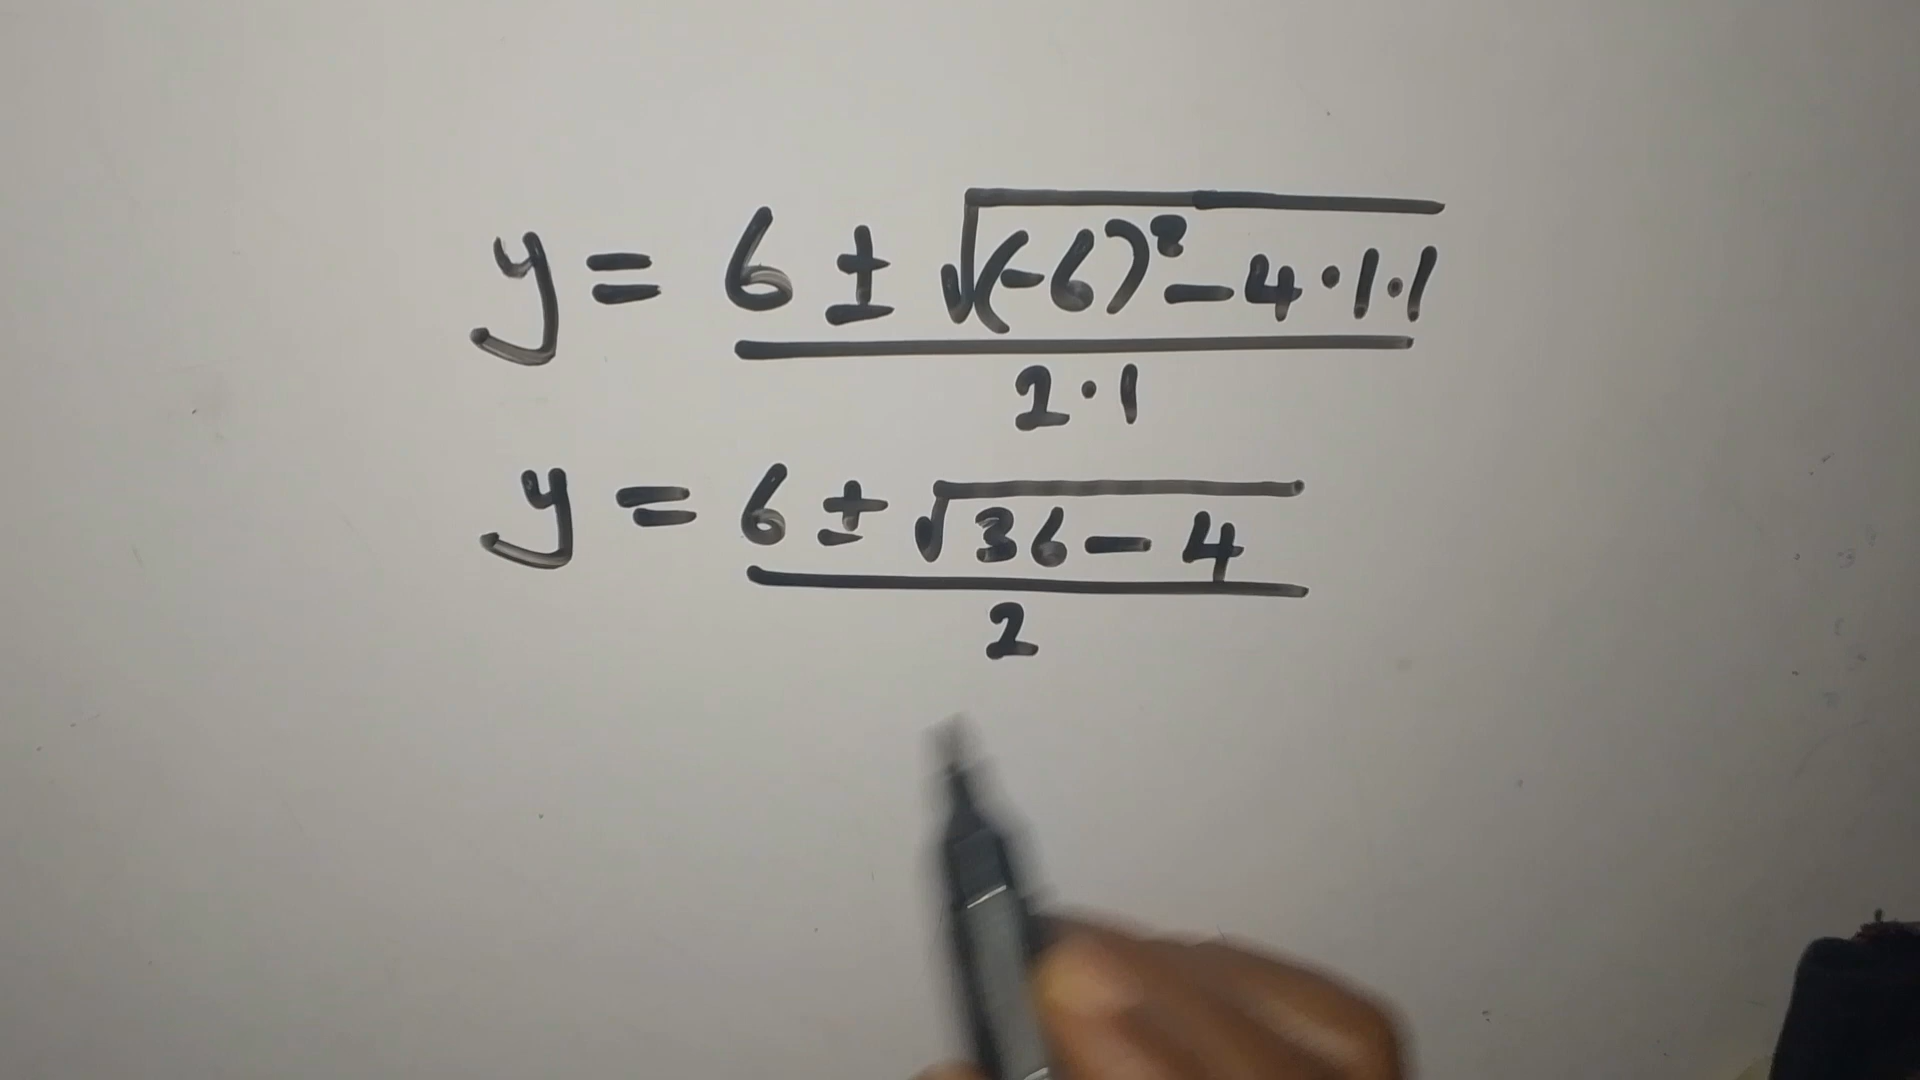 y = 6 ± √(-6)² - 4 · 1 · 1
2 · 1
y = 6 ± √36 - 4
2